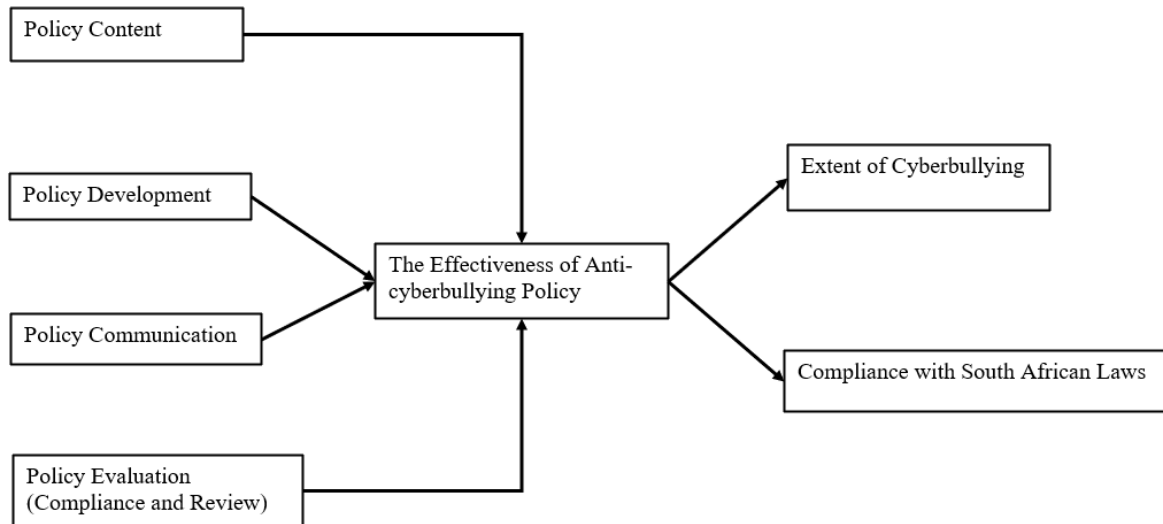 Policy Content
Policy Development
Policy Communication
Policy Evaluation
(Compliance and Review)
The Effectiveness of Anti-
cyberbullying Policy
Extent of Cyberbullying
Compliance with South African Laws